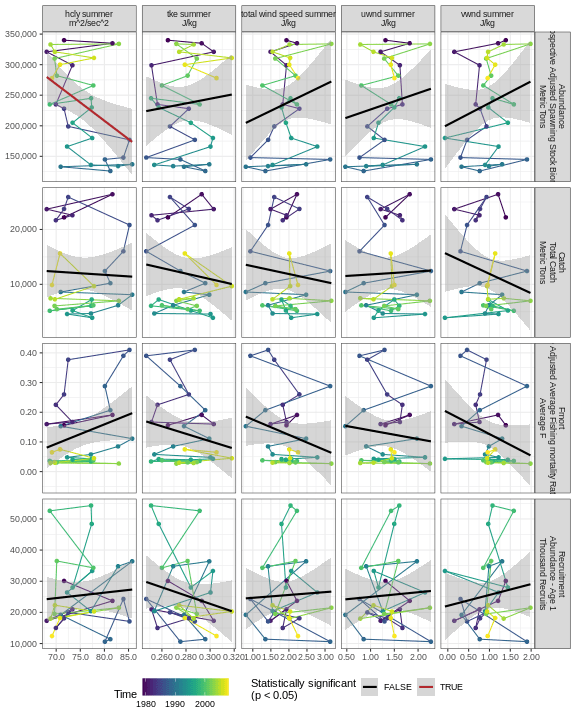 hcly summer
m^2/sec^2
tke summer
J/kg
total wind speed summer
J/kg
uwnd summer
J/kg
vwnd summer
J/kg
350,000
300,000
250,000
200,000
150,000
Abundance
Adjusted Spawning Stock
Metric Tons
20,000
10,000
Catch
Total Catch
Metric Tons
0.40
0.30
0.20
0.10
0.00
Fmort
Adjusted Average Fishing mortality
Average F
50,000
40,000
30,000
20,000
10,000
Recruitment
Abundance - Age 1
Thousand Recruits
70.0 75.0 80.0 85.0
0.260 0.280 0.300 0.320
1.00 1.50 2.00 2.50 3.00
0.50 1.00 1.50 2.00
0.00 0.50 1.00 1.50 2.00
Time
1980 1990 2000
Statistically significant
(p < 0.05)
FALSE
TRUE